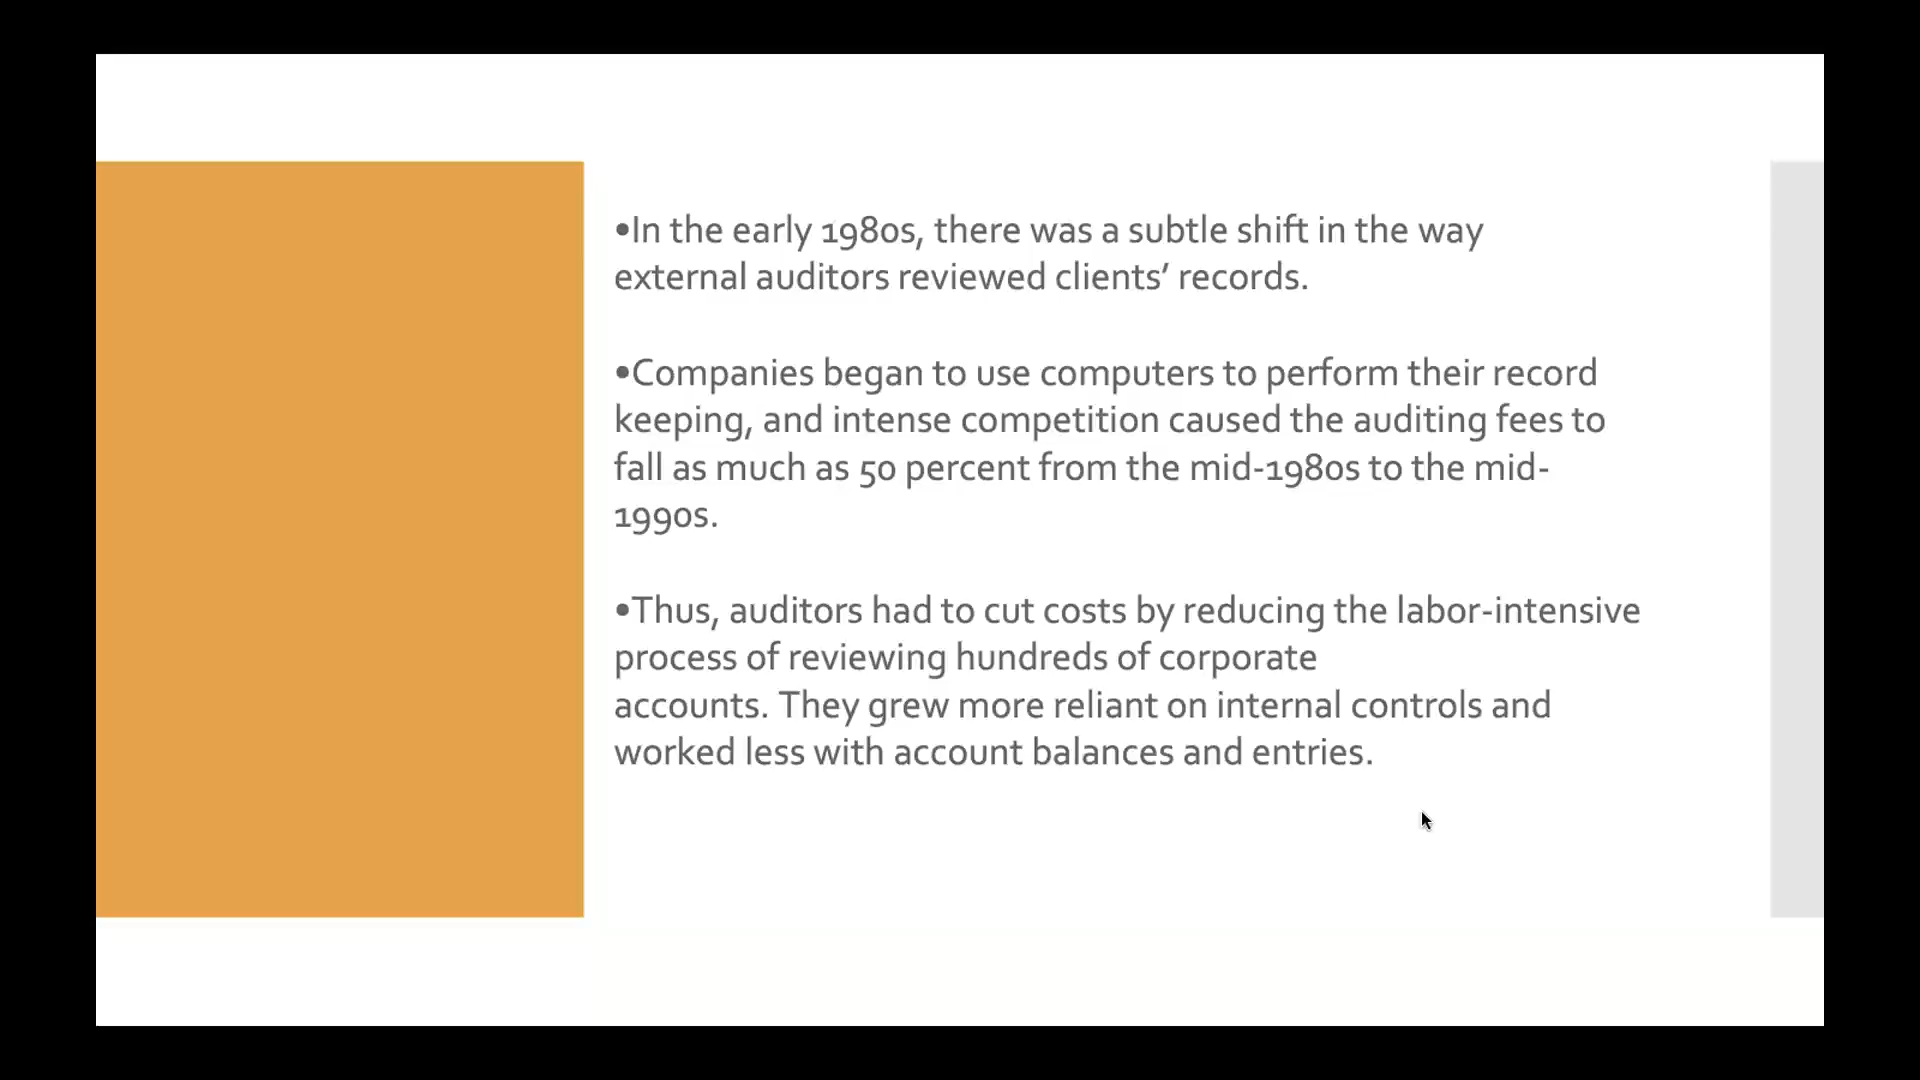 •In the early 1980s, there was a subtle shift in the way
external auditors reviewed clients’ records.
•Companies began to use computers to perform their record
keeping, and intense competition caused the auditing fees to
fall as much as 50 percent from the mid-1980s to the mid-
1990s.
•Thus, auditors had to cut costs by reducing the labor-intensive
process of reviewing hundreds of corporate
accounts. They grew more reliant on internal controls and
worked less with account balances and entries.